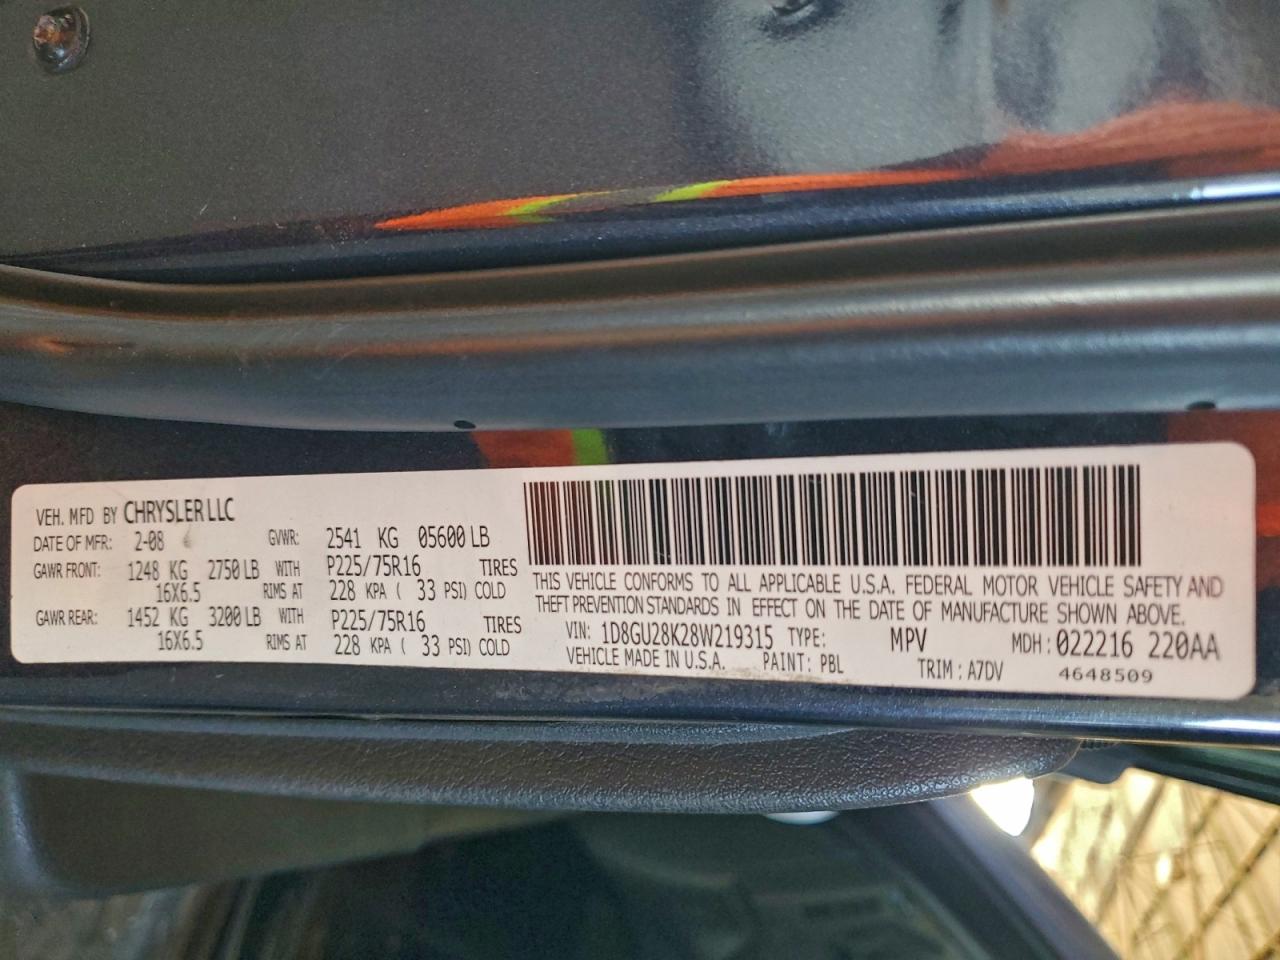 VEH. MFD BY CHRYSLER LLC
DATE OF MFR: 2-08 GVWR: 2541 KG 05600 LB
GAWR FRONT: 1248 KG 2750 LB WITH P225/75R16 TIRES
16X6.5 RIMS AT 228 KPA ( 33 PSI) COLD
GAWR REAR: 1452 KG 3200 LB WITH P225/75R16 TIRES
16X6.5 RIMS AT 228 KPA ( 33 PSI) COLD
THIS VEHICLE CONFORMS TO ALL APPLICABLE U.S.A. FEDERAL MOTOR VEHICLE SAFETY AND
THEFT PREVENTION STANDARDS IN EFFECT ON THE DATE OF MANUFACTURE SHOWN ABOVE.
VIN: 1D8GU28K28W219315 TYPE: MPV MDH: 022216 220AA
VEHICLE MADE IN U.S.A. PAINT: PBL TRIM: A7DV 4648509